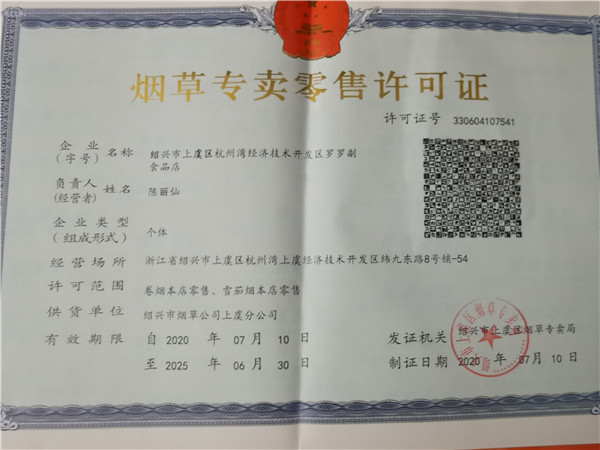 烟草专卖零售许可证
许可证号 330604107541
企业(字号)名称 绍兴市上虞区杭州湾经济技术开发区罗罗副
食品店
负责人(经营者)姓名 陈丽仙
企业类型(组成形式) 个体
经营场所 浙江省绍兴市上虞区杭州湾上虞经济技术开发区纬九东路8号铺-54
许可范围 卷烟本店零售、雪茄烟本店零售
供货单位 绍兴市烟草公司上虞分公司
有效期限 自 2020 年 07 月 10 日
至 2025 年 06 月 30 日
发证机关 绍兴市上虞区烟草专卖局
制证日期 2020 年 07 月 10 日